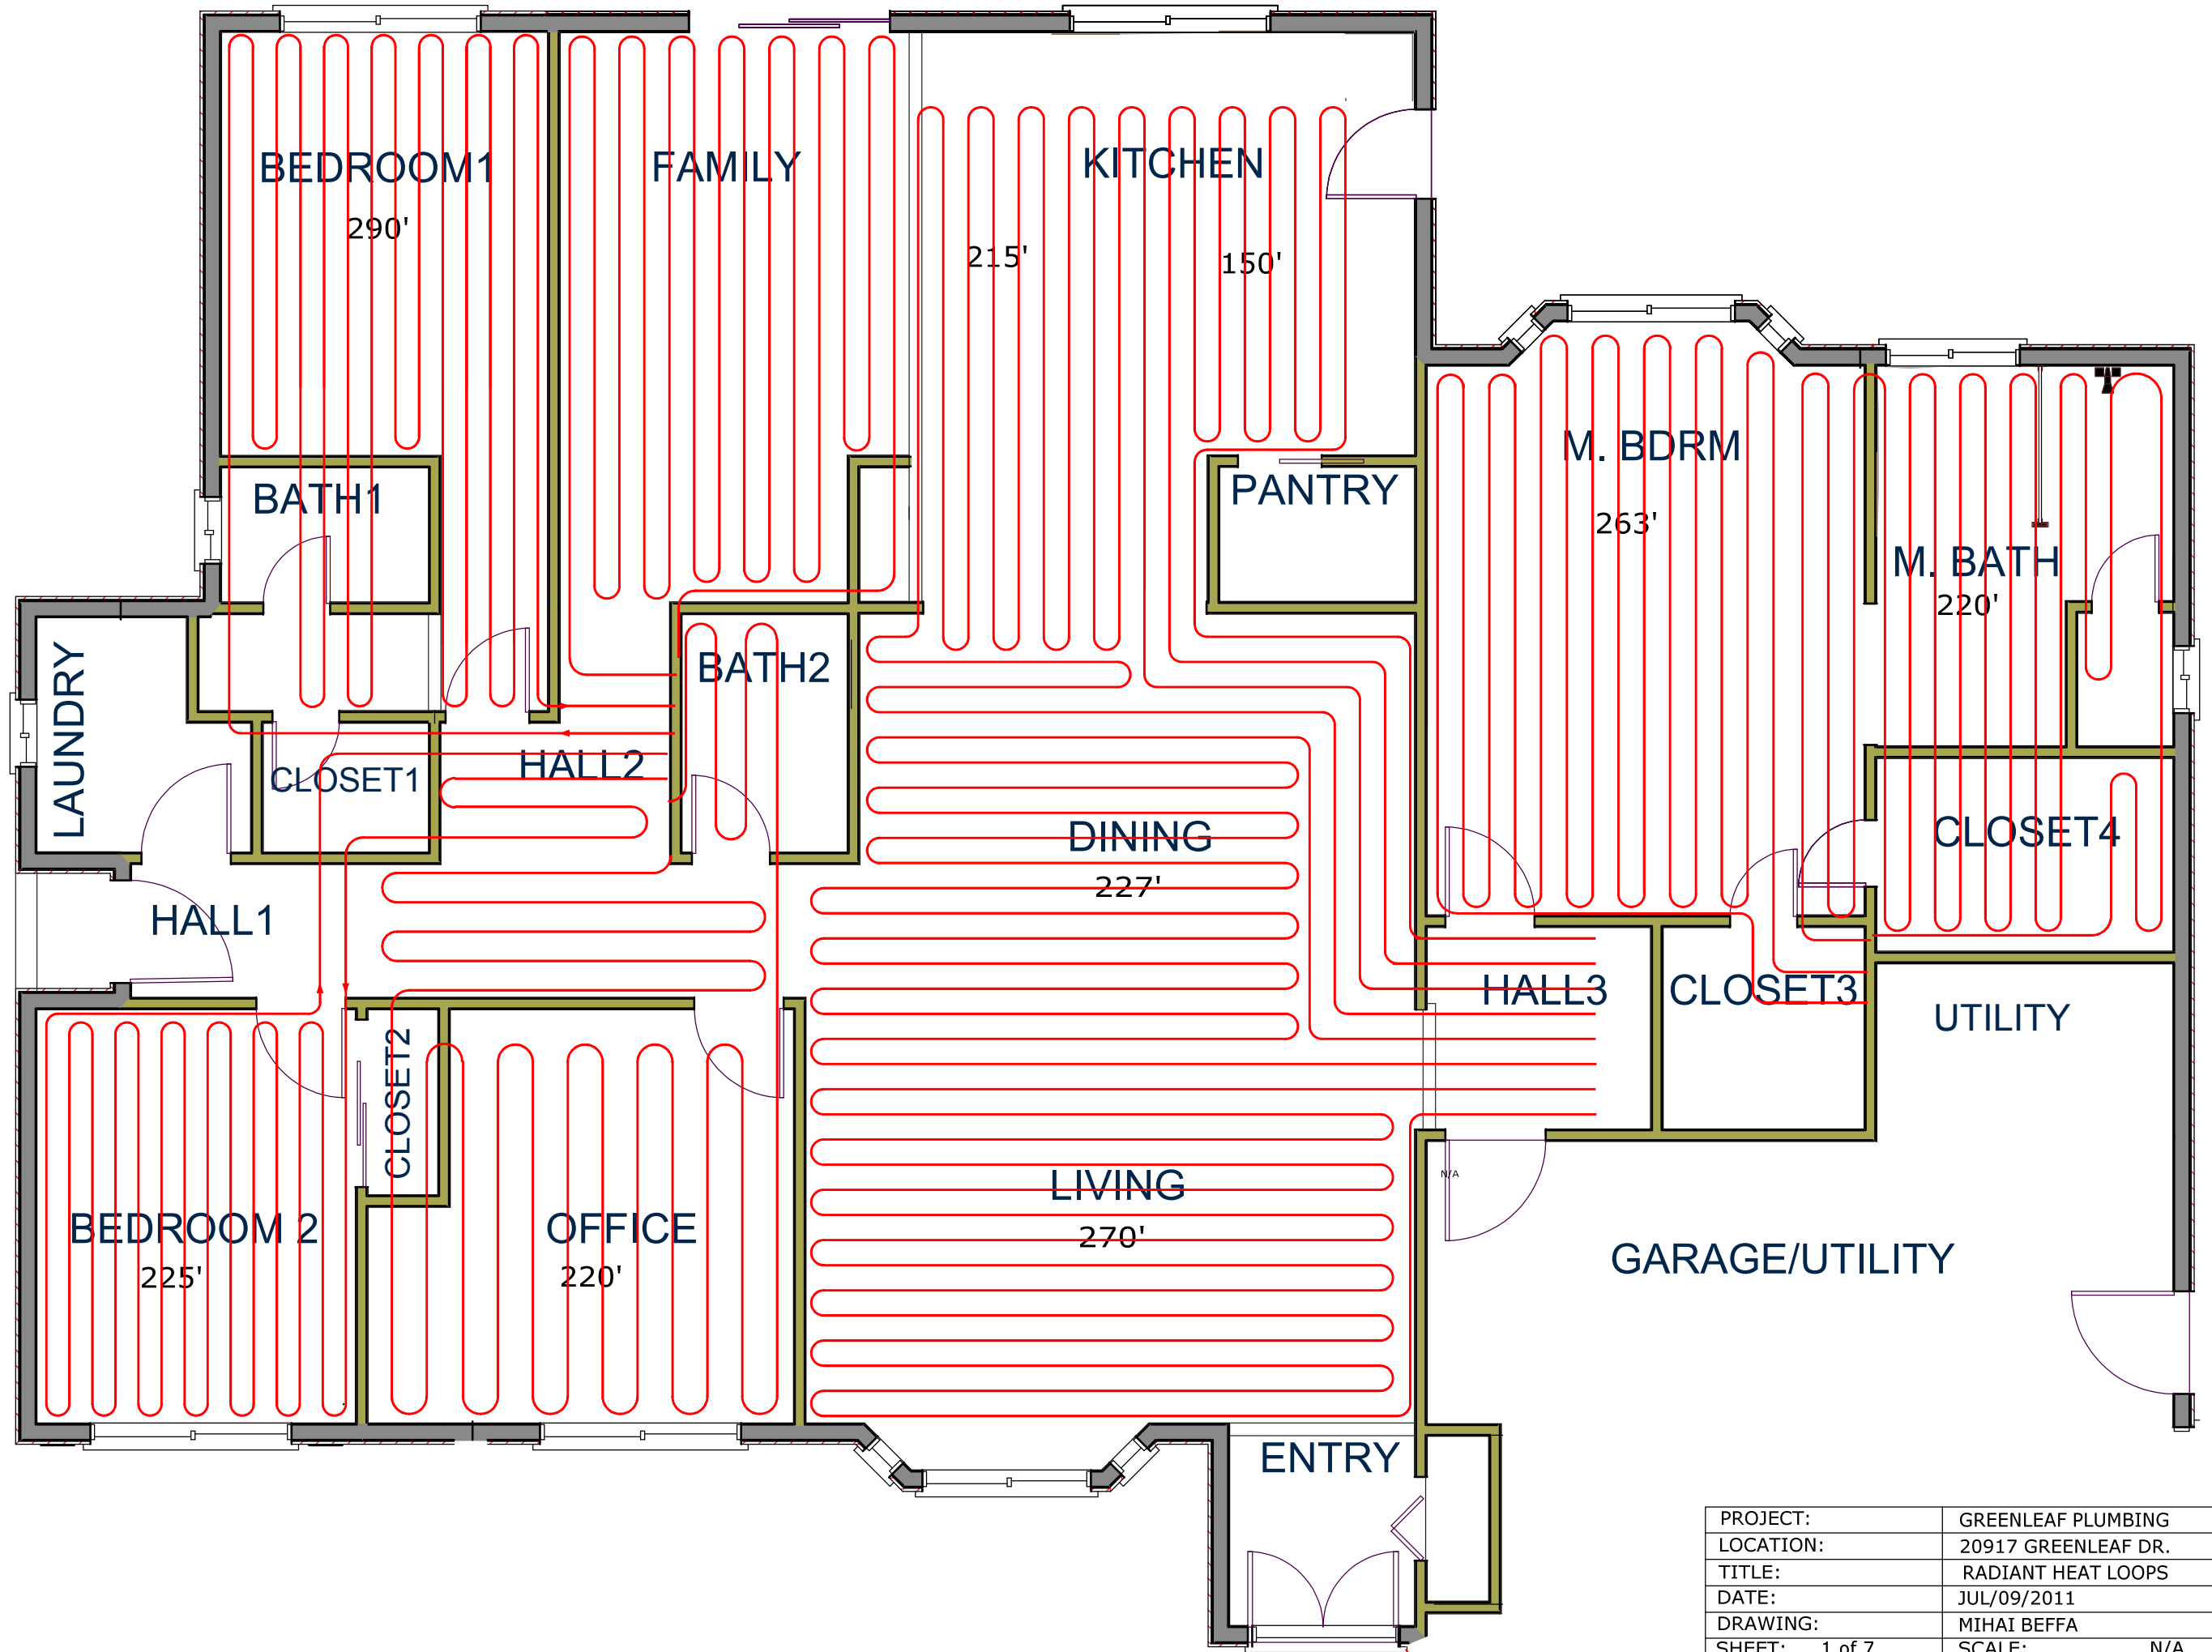 BEDROOM1
FAMILY
KITCHEN
290'
215'
150'
M. BDRM
BATH1
PANTRY
263'
M. BATH
220'
LAUNDRY
BATH2
HALL2
CLOSET1
DINING
CLOSET4
227'
HALL1
HALL3
CLOSET3
UTILITY
CLOSET2
N/A
LIVING
BEDROOM 2
OFFICE
270'
225'
220'
GARAGE/UTILITY
ENTRY
PROJECT: GREENLEAF PLUMBING
LOCATION: 20917 GREENLEAF DR.
TITLE: RADIANT HEAT LOOPS
DATE: JUL/09/2011
DRAWING: MIHAI BEFFA
SHEET: 1 of 7 SCALE: N/A